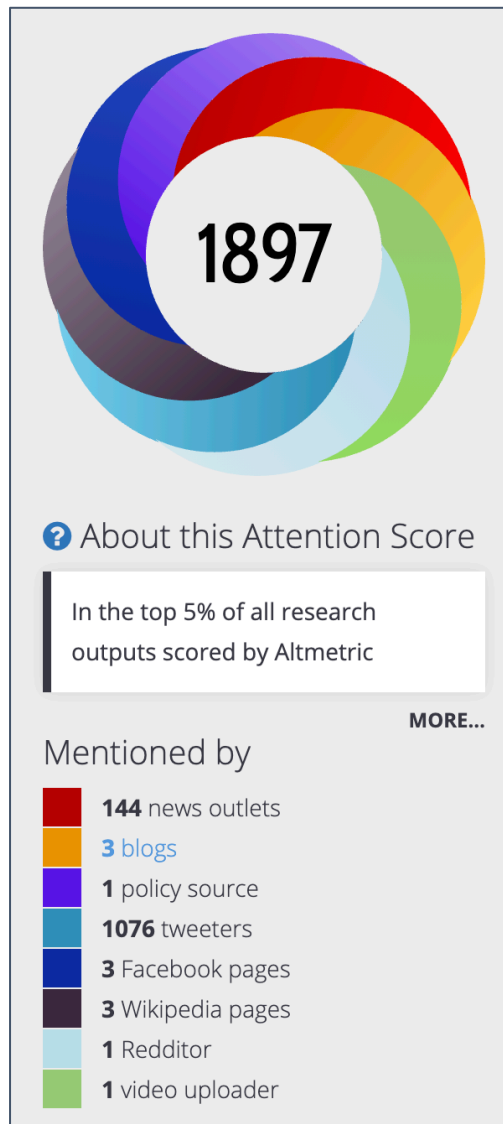 1897
? About this Attention Score
In the top 5% of all research
outputs scored by Altmetric
MORE...
Mentioned by
144 news outlets
3 blogs
1 policy source
1076 tweeters
3 Facebook pages
3 Wikipedia pages
1 Redditor
1 video uploader